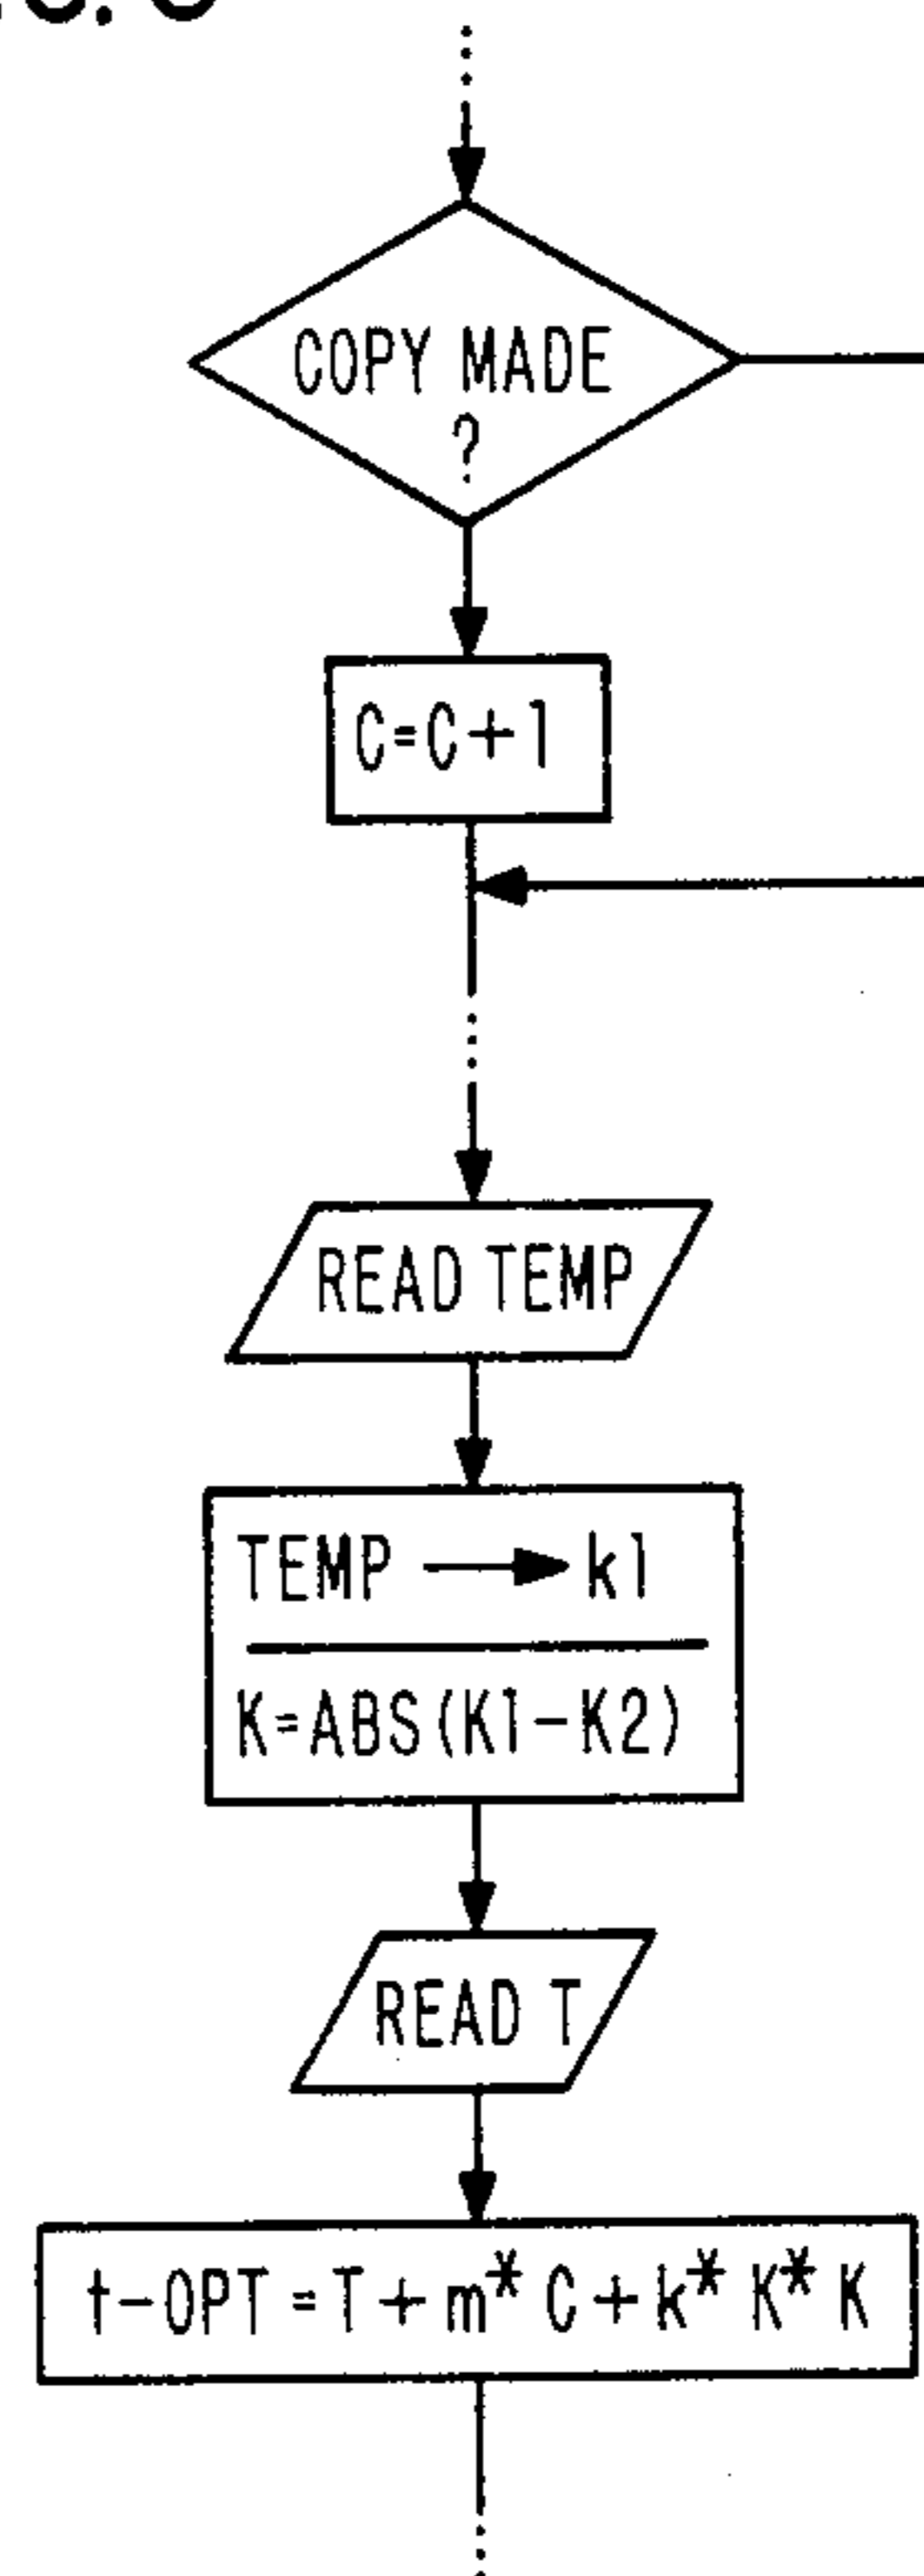 COPY MADE
?
C=C+1
READ TEMP
TEMP → k1
K=ABS(K1-K2)
READ T
t-OPT = T + m* C + k* K* K